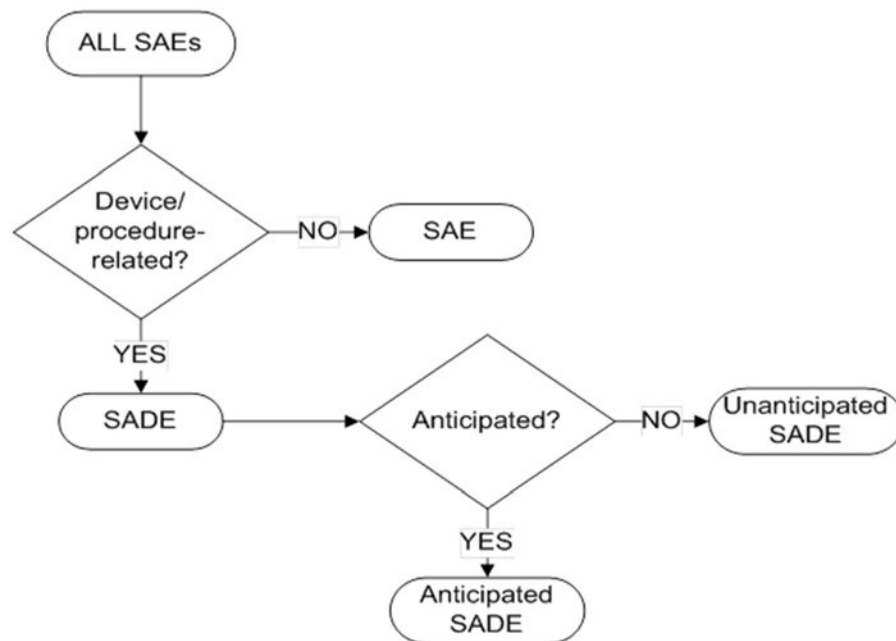 ALL SAEs
Device/
procedure-
related?
NO
SAE
YES
SADE
Anticipated?
NO
Unanticipated
SADE
YES
Anticipated
SADE